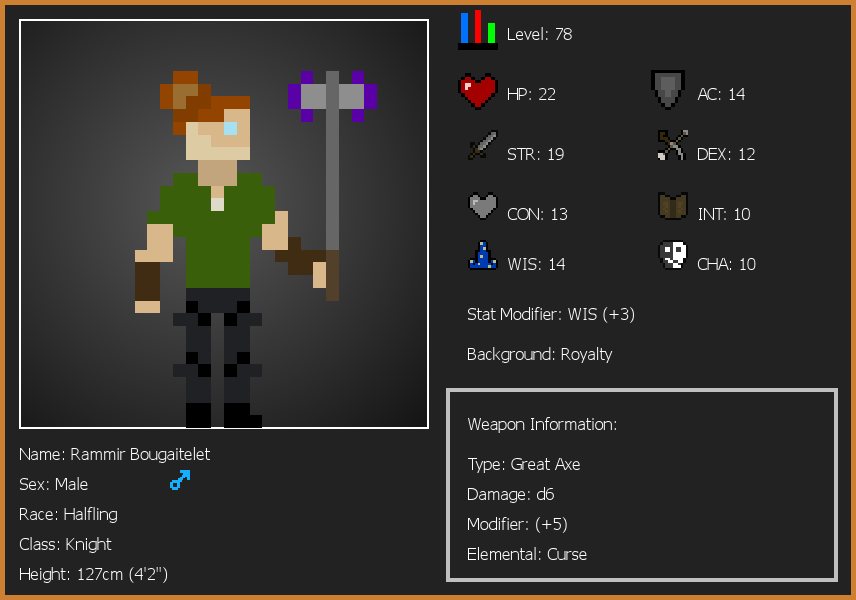 Level: 78
HP: 22
AC: 14
STR: 19
DEX: 12
CON: 13
INT: 10
WIS: 14
CHA: 10
Stat Modifier: WIS (+3)
Background: Royalty
Weapon Information:
Type: Great Axe
Damage: d6
Modifier: (+5)
Elemental: Curse
Name: Rammir Bougaitelet
Sex: Male
Race: Halfling
Class: Knight
Height: 127cm (4'2")